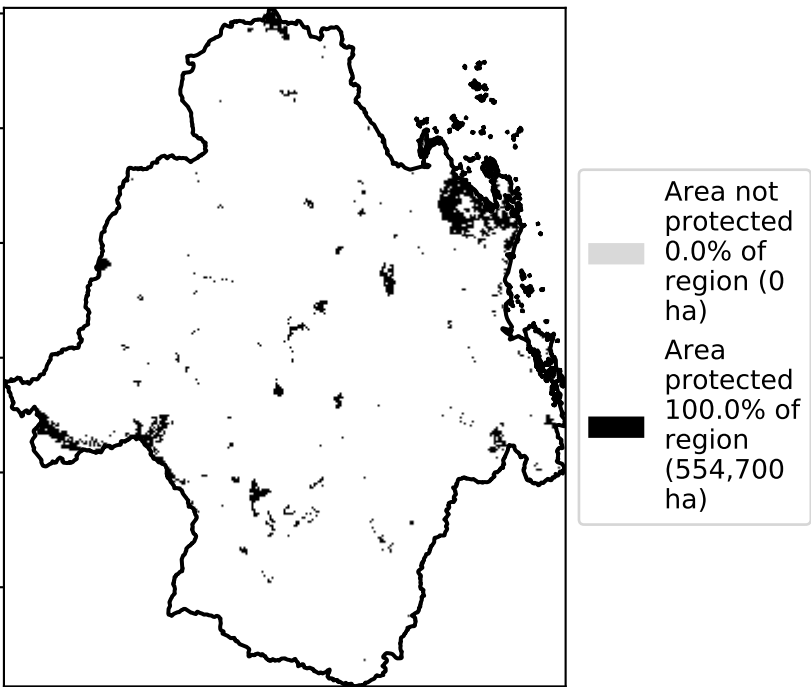 Area not
protected
0.0% of
region (0
ha)
Area
protected
100.0% of
region
(554,700
ha)